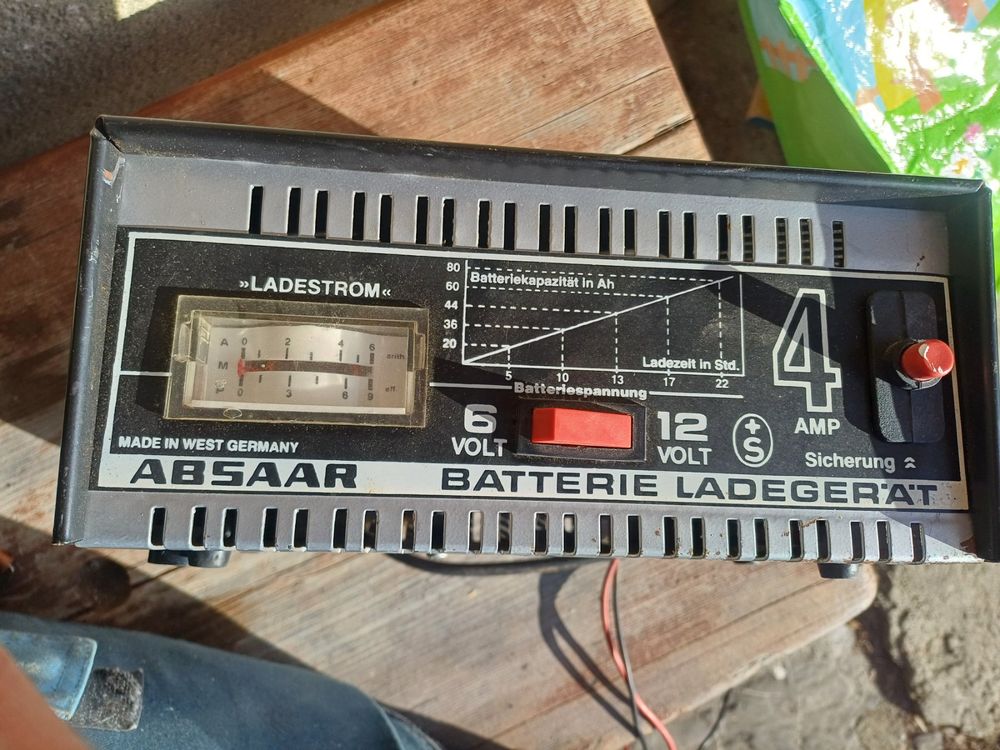 »LADESTROM«
A 0 2 4 6 arith
M
0 3 6 9 eff
80
60
44
36
20
Batteriekapazität in Ah
Ladezeit in Std.
5 10 13 17 22
Batteriespannung
6
VOLT
12
VOLT
+
S
4
AMP
Sicherung
MADE IN WEST GERMANY
ABSAAR BATTERIE LADEGERÄT